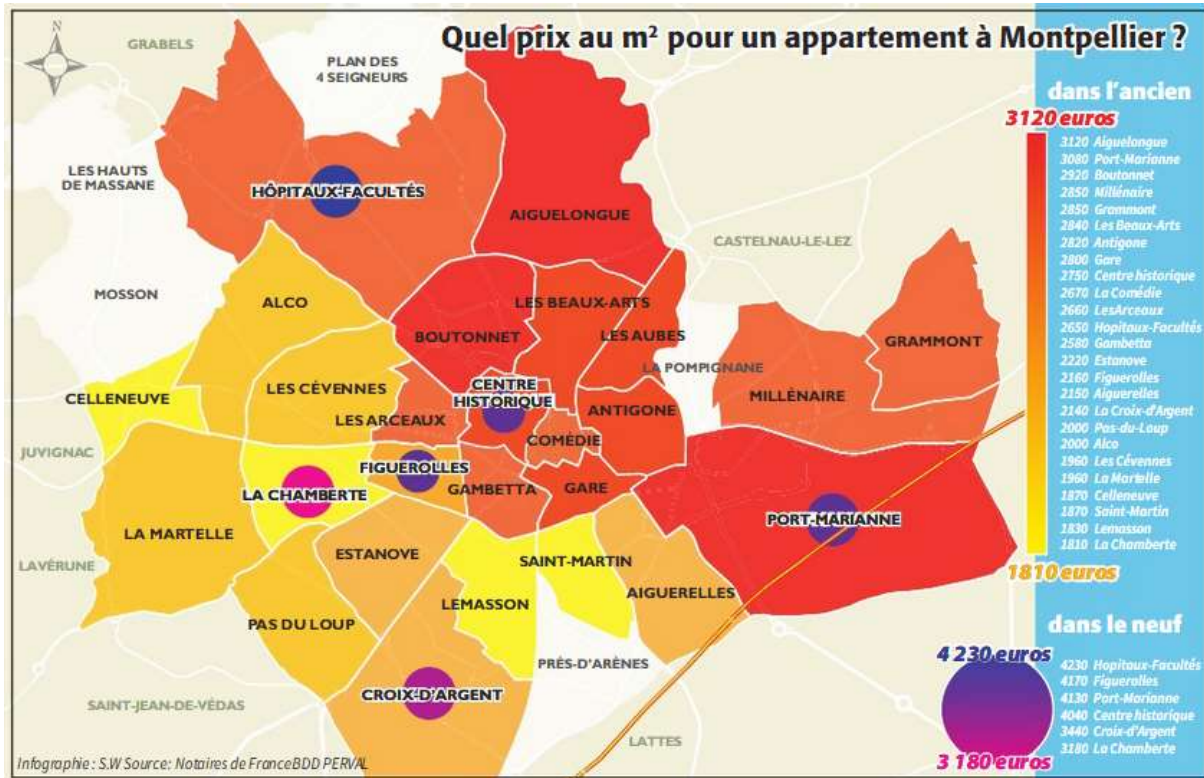 Quel prix au m² pour un appartement à Montpellier ?
N
GRABELS
PLAN DES
4 SEIGNEURS
LES HAUTS
DE MASSANE
HÔPITAUX-FACULTÉS
AIGUELONGUE
CASTELNAU-LE-LEZ
MOSSON
ALCO
LES BEAUX-ARTS
BOUTONNET
LES AUBES
GRAMMONT
LA POMPIGNANE
CELLENEUVE
LES CÉVENNES
CENTRE
HISTORIQUE
MILLÉNAIRE
LES ARCEAUX
ANTIGONE
COMÉDIE
JUVIGNAC
FIGUEROLLES
LA CHAMBERTE
GAMBETTA
GARE
PORT-MARIANNE
LA MARTELLE
ESTANOVE
SAINT-MARTIN
LAVÉRUNE
AIGUERELLES
LEMASSON
PAS DU LOUP
PRÉS-D'ARÈNES
CROIX-D'ARGENT
SAINT-JEAN-DE-VÉDAS
LATTES
Infographie : S.W Source: Notaires de FranceBDD PERVAL
dans l'ancien
3120 euros
3120 Aiguelongue
3080 Port-Marianne
2920 Boutonnet
2850 Millénaire
2850 Grammont
2840 Les Beaux-Arts
2820 Antigone
2800 Gare
2750 Centre historique
2670 La Comédie
2660 LesArceaux
2650 Hopitaux-Facultés
2580 Gambetta
2220 Estanove
2160 Figuerolles
2150 Aiguerelles
2140 La Croix-d'Argent
2000 Pas-du-Loup
2000 Alco
1960 Les Cévennes
1960 La Martelle
1870 Celleneuve
1870 Saint-Martin
1830 Lemasson
1810 La Chamberte
1810 euros
dans le neuf
4 230 euros
4230 Hopitaux-Facultés
4170 Figuerolles
4130 Port-Marianne
4040 Centre historique
3440 Croix-d'Argent
3180 La Chamberte
3 180 euros